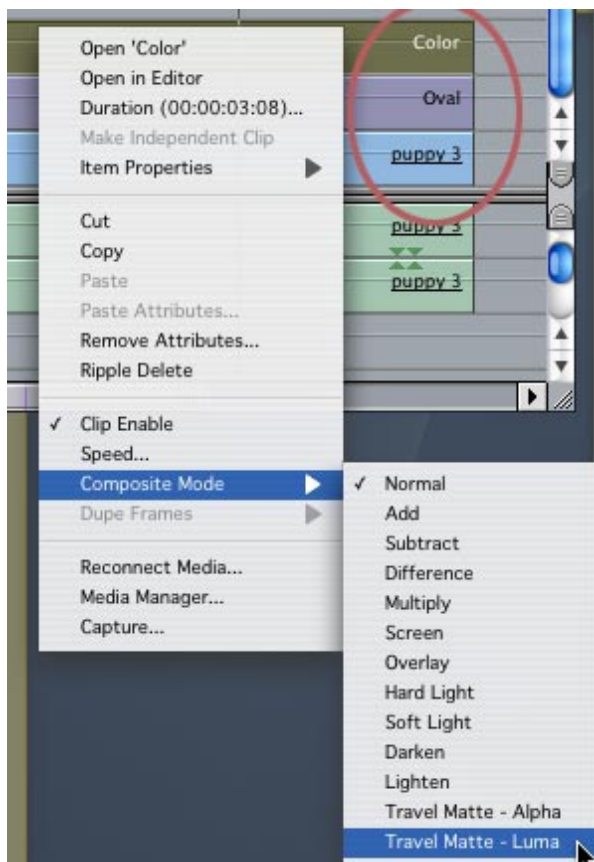 Color
Oval
puppy 3
puppy 3
puppy 3
Open 'Color'
Open in Editor
Duration (00:00:03:08)...
Make Independent Clip
Item Properties
Cut
Copy
Paste
Paste Attributes...
Remove Attributes...
Ripple Delete
✓ Clip Enable
Speed...
Composite Mode
Dupe Frames
Reconnect Media...
Media Manager...
Capture...
✓ Normal
Add
Subtract
Difference
Multiply
Screen
Overlay
Hard Light
Soft Light
Darken
Lighten
Travel Matte - Alpha
Travel Matte - Luma